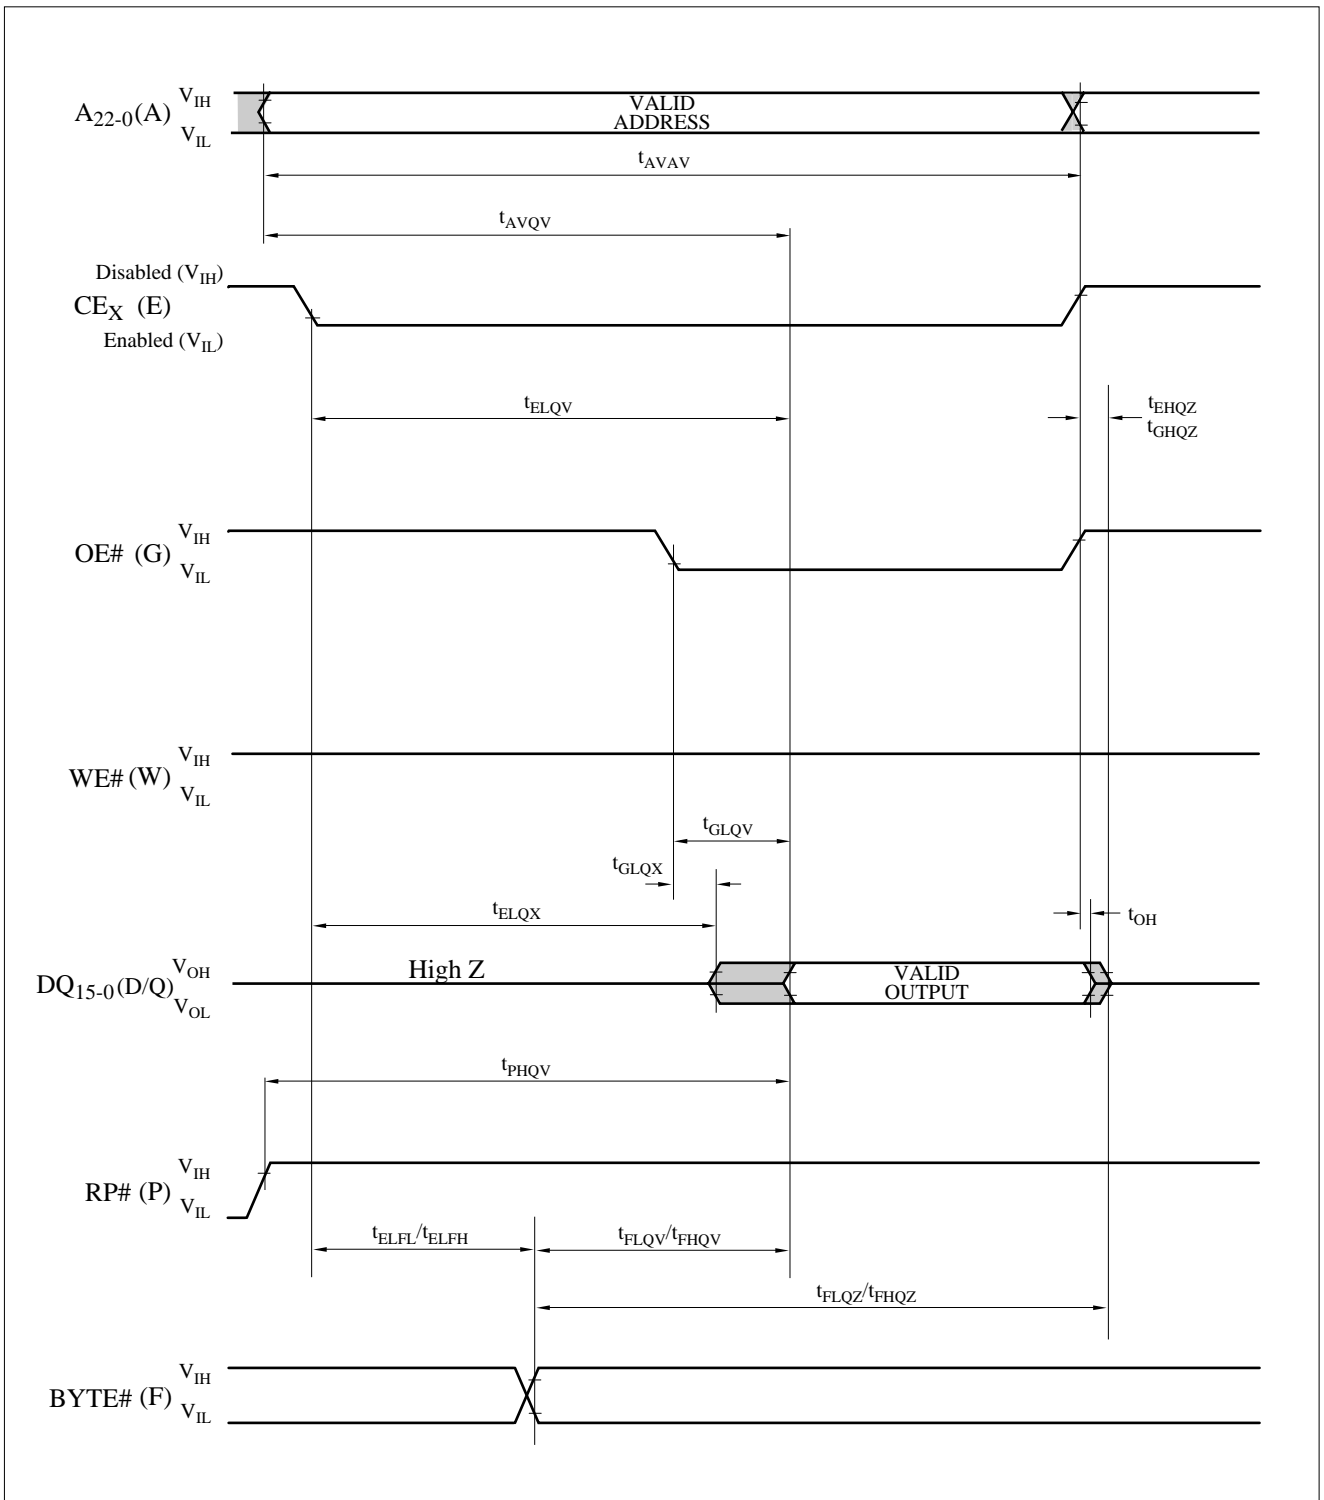 A22-0(A)
VIH
VIL
VALID
ADDRESS
tAVAV
tAVQV
Disabled (VIH)
CEX (E)
Enabled (VIL)
tELQV
tEHQZ
tGHQZ
VIH
OE# (G)
VIL
VIH
WE# (W)
VIL
tGLQV
tGLQX
tELQX
tOH
VOH
DQ15-0(D/Q)
VOL
High Z
VALID
OUTPUT
tPHQV
VIH
RP# (P)
VIL
tELFL/tELFH
tFLQV/tFHQV
tFLQZ/tFHQZ
VIH
BYTE# (F)
VIL